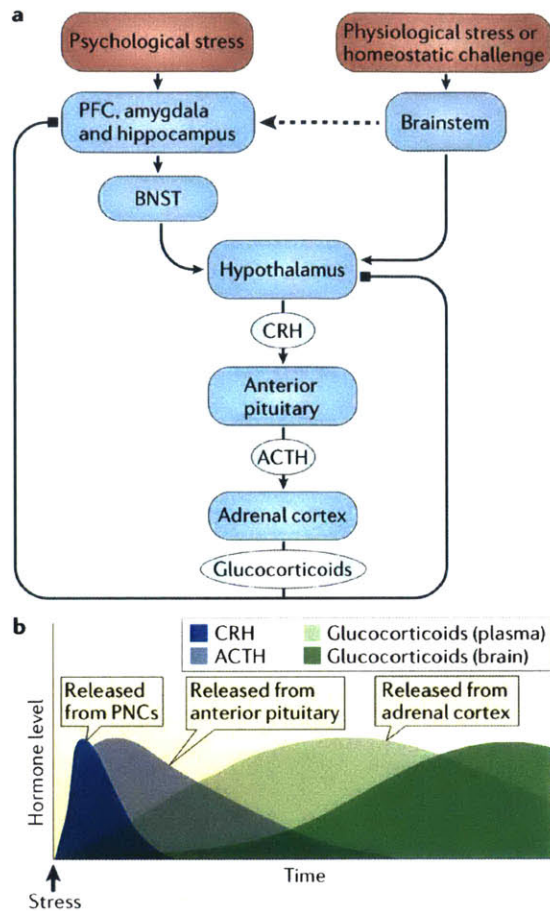 a
Psychological stress
Physiological stress or
homeostatic challenge
PFC, amygdala
and hippocampus
Brainstem
BNST
Hypothalamus
CRH
Anterior
pituitary
ACTH
Adrenal cortex
Glucocorticoids
b
CRH
Glucocorticoids (plasma)
ACTH
Glucocorticoids (brain)
Released
from PNCs
Released from
anterior pituitary
Released from
adrenal cortex
Hormone level
Time
Stress